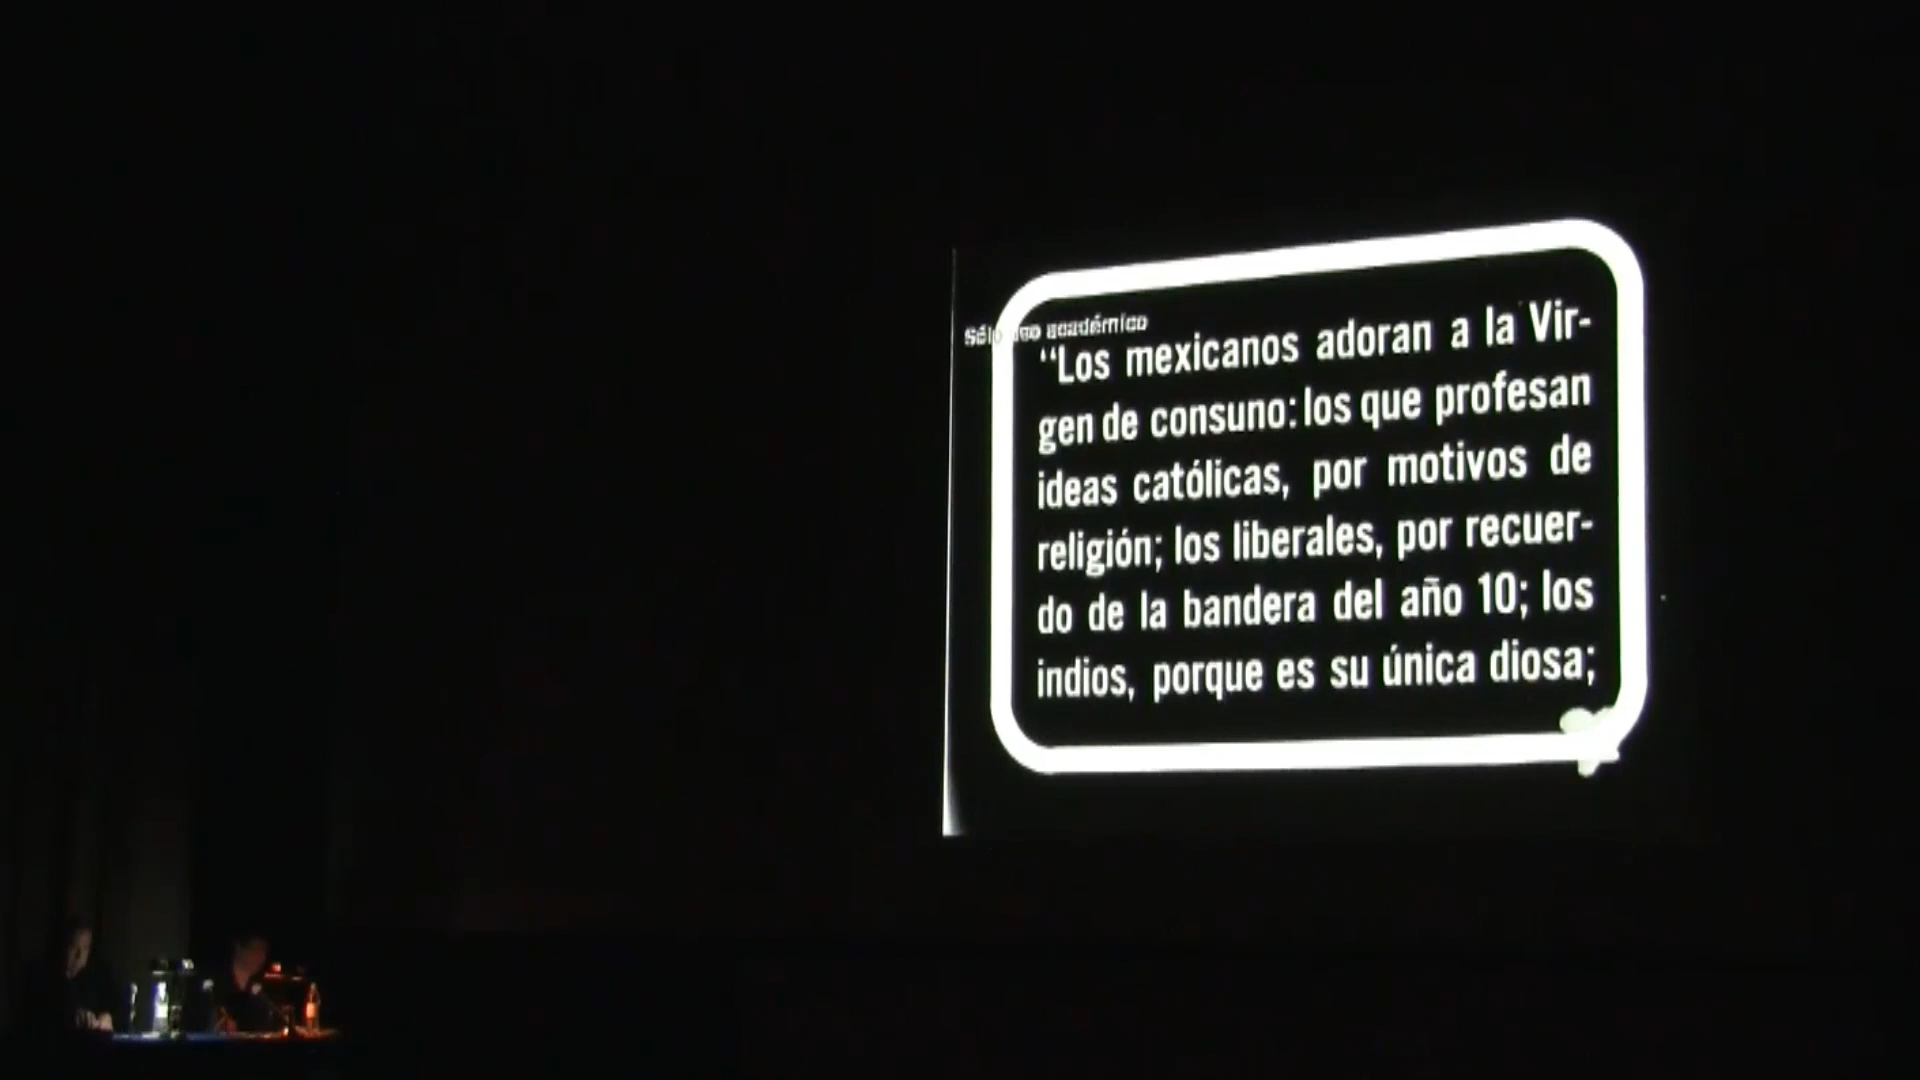 Sólo uso académico
“Los mexicanos adoran a la Vir-
gen de consuno: los que profesan
ideas católicas, por motivos de
religión; los liberales, por recuer-
do de la bandera del año 10; los
indios, porque es su única diosa;